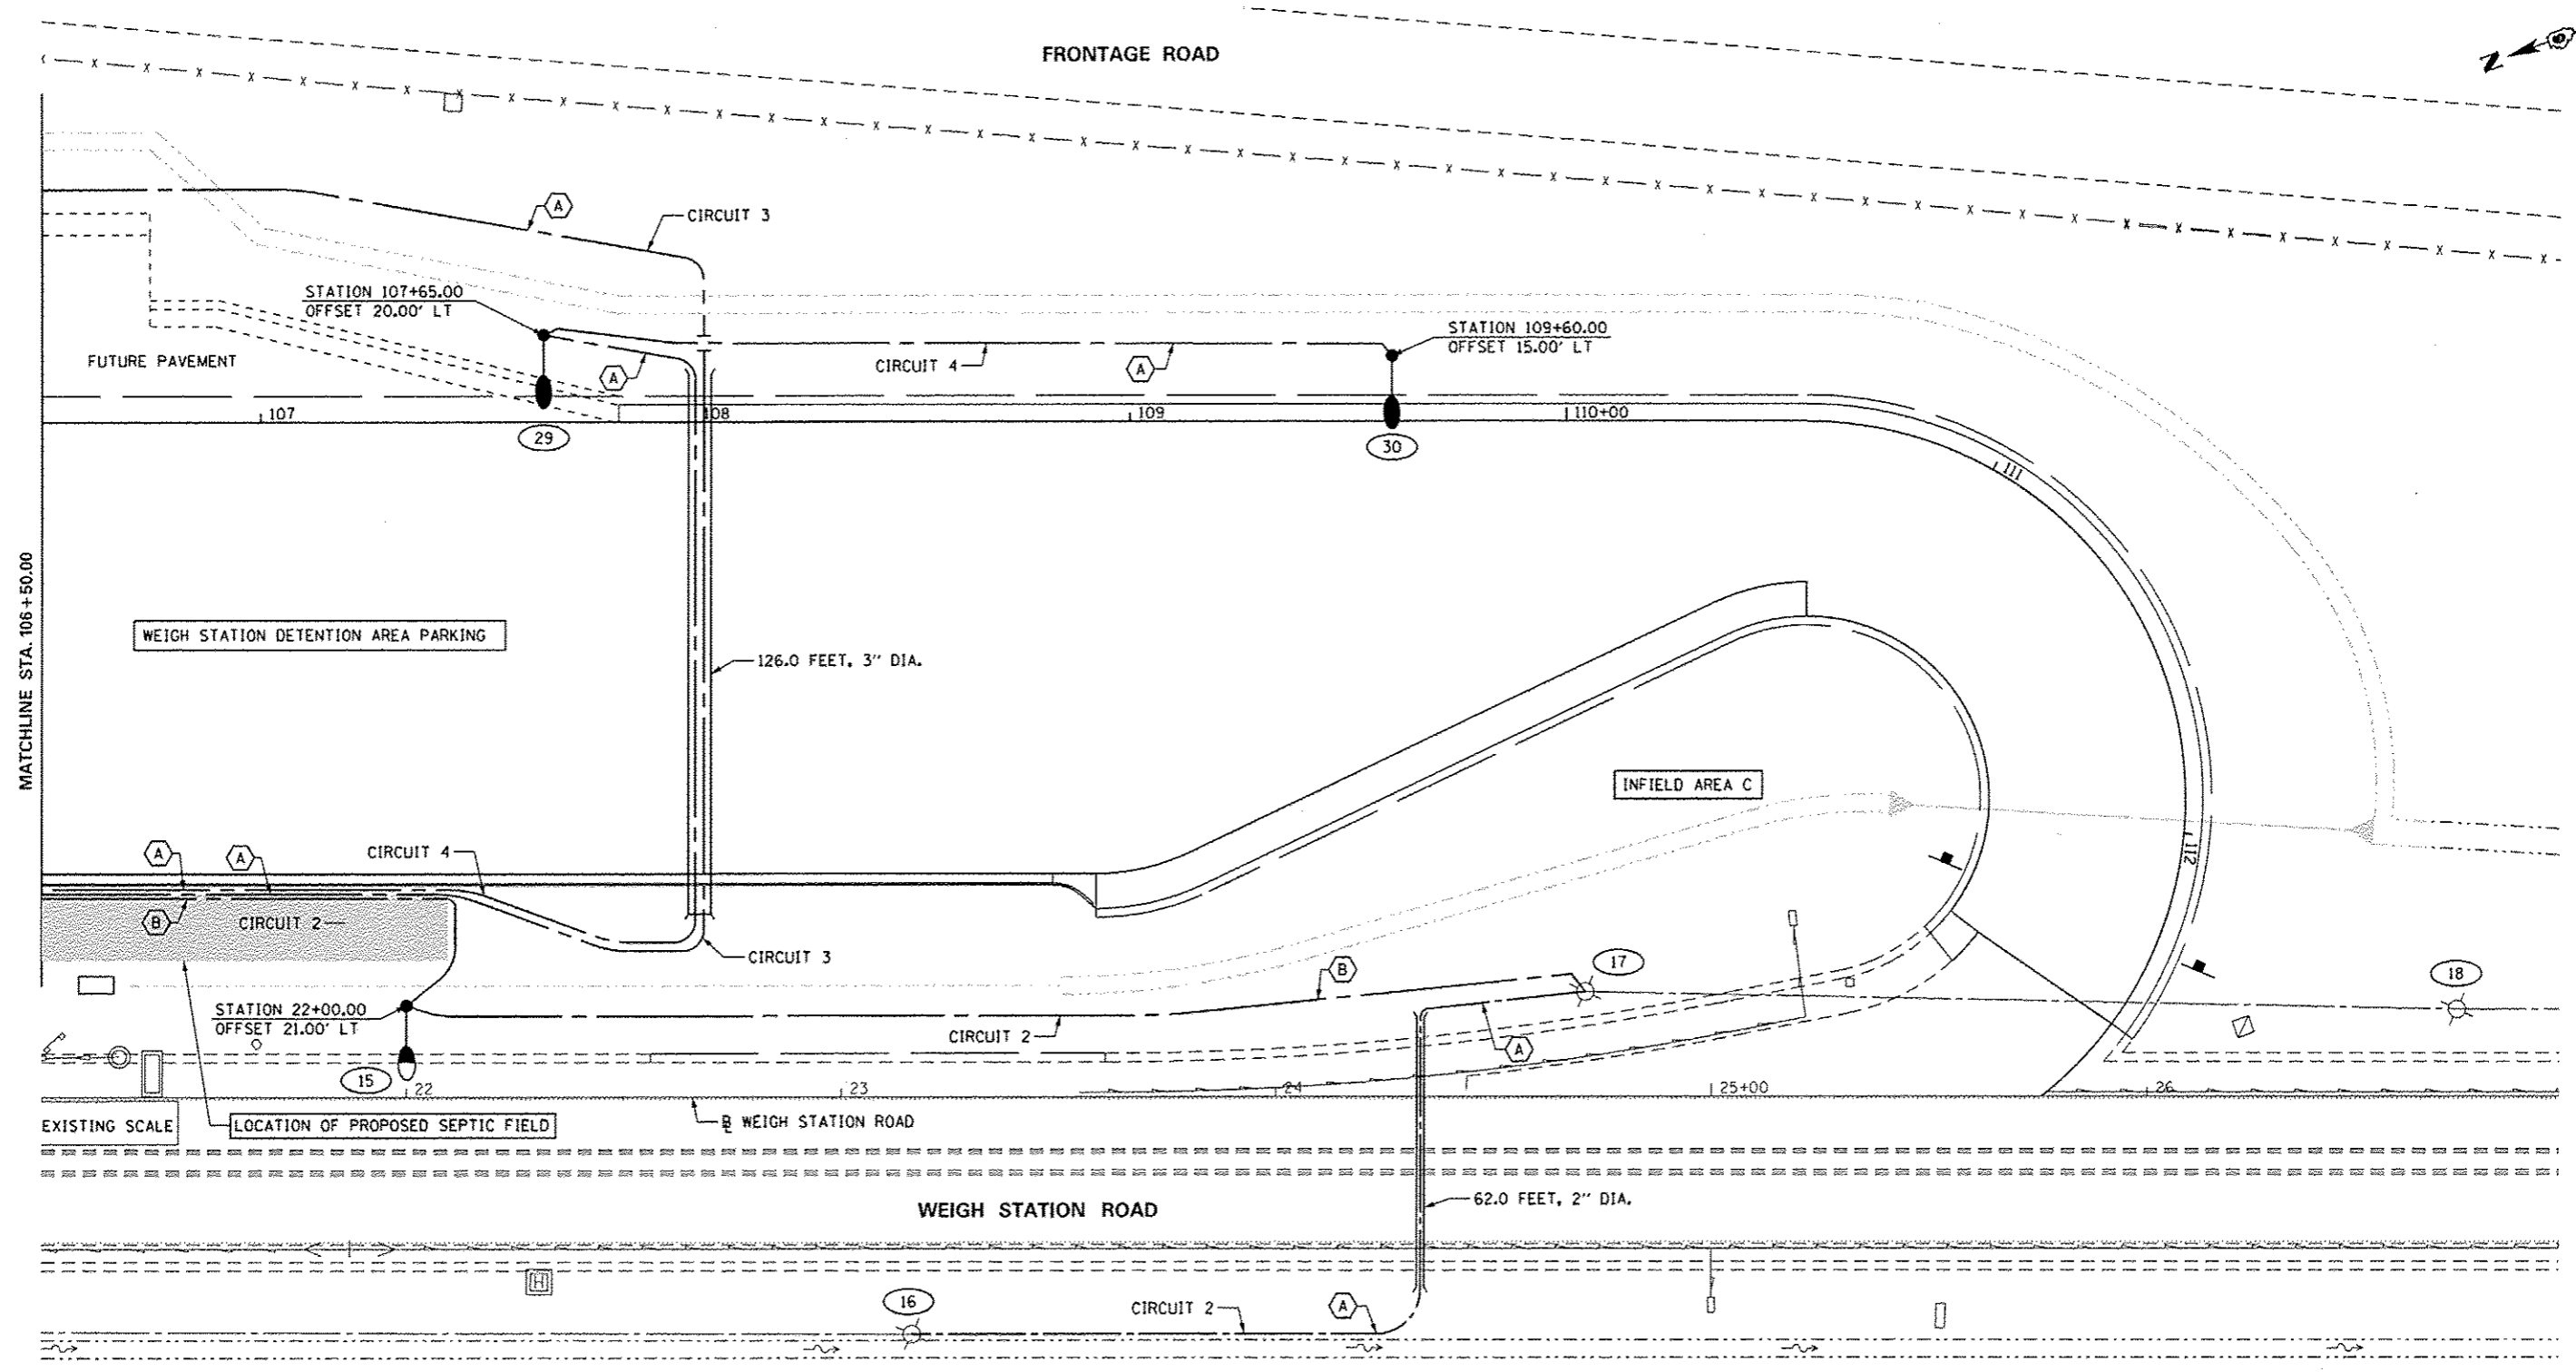 FRONTAGE ROAD
N
A
CIRCUIT 3
STATION 107+65.00
OFFSET 20.00' LT
STATION 109+60.00
OFFSET 15.00' LT
FUTURE PAVEMENT
A
CIRCUIT 4
A
107
108
109
110+00
29
30
111
MATCHLINE STA. 106+50.00
WEIGH STATION DETENTION AREA PARKING
126.0 FEET, 3'' DIA.
INFIELD AREA C
A
A
CIRCUIT 4
112
B
CIRCUIT 2
CIRCUIT 3
B
17
18
STATION 22+00.00
OFFSET 21.00' LT
CIRCUIT 2
A
15
22
23
24
25+00
26
EXISTING SCALE
LOCATION OF PROPOSED SEPTIC FIELD
B WEIGH STATION ROAD
WEIGH STATION ROAD
62.0 FEET, 2'' DIA.
H
16
CIRCUIT 2
A